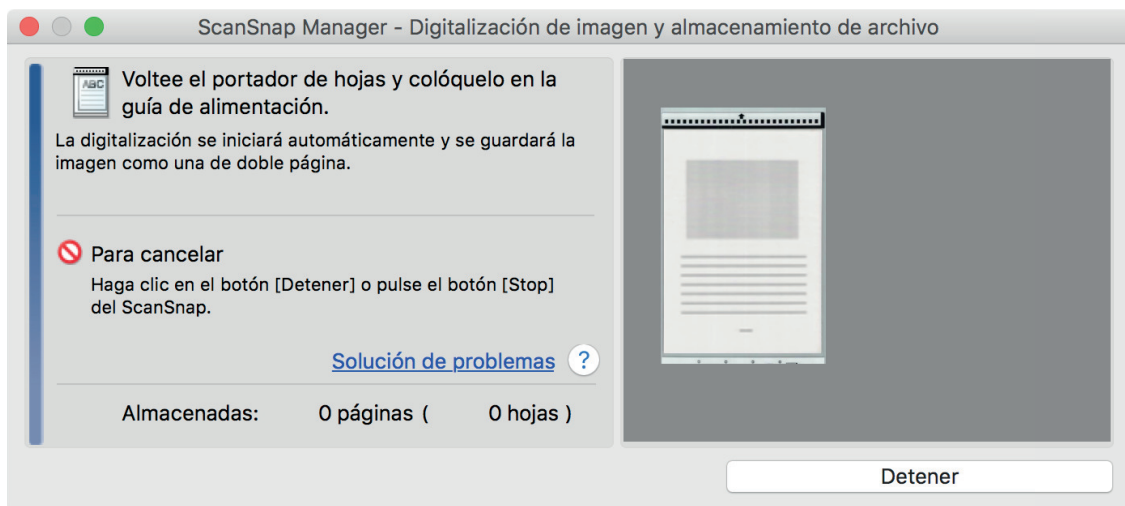 ScanSnap Manager - Digitalización de imagen y almacenamiento de archivo
ABC
Voltee el portador de hojas y colóquelo en la
guía de alimentación.
La digitalización se iniciará automáticamente y se guardará la
imagen como una de doble página.
Para cancelar
Haga clic en el botón [Detener] o pulse el botón [Stop]
del ScanSnap.
Solución de problemas ?
Almacenadas: 0 páginas ( 0 hojas )
Detener